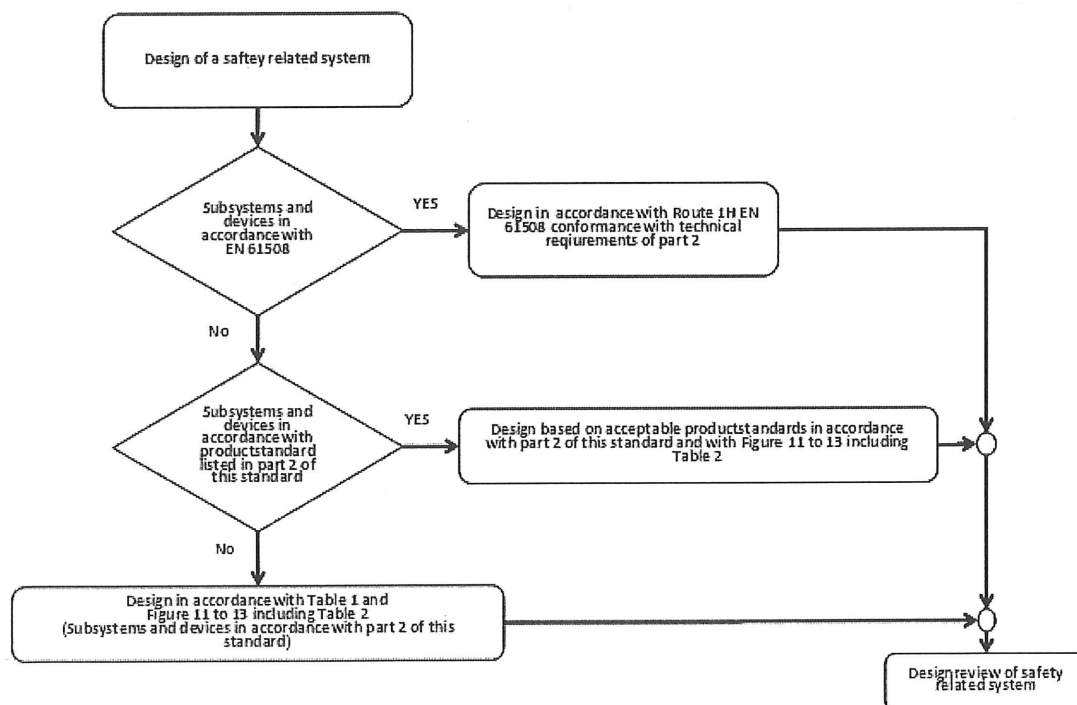 Design of a saftey related system
Subsystems and
devices in
accordance with
EN 61508
YES
Design in accordance with Route 1H EN
61508 conformance with technical
reqiurements of part 2
No
Subsystems and
devices in
accordance with
productstandard
listed in part 2 of
this standard
YES
Design based on acceptable productstandards in accordance
with part 2 of this standard and with Figure 11 to 13 including
Table 2
No
Design in accordance with Table 1 and
Figure 11 to 13 including Table 2
(Subsystems and devices in accordance with part 2 of this
standard)
Designreview of safety
related system